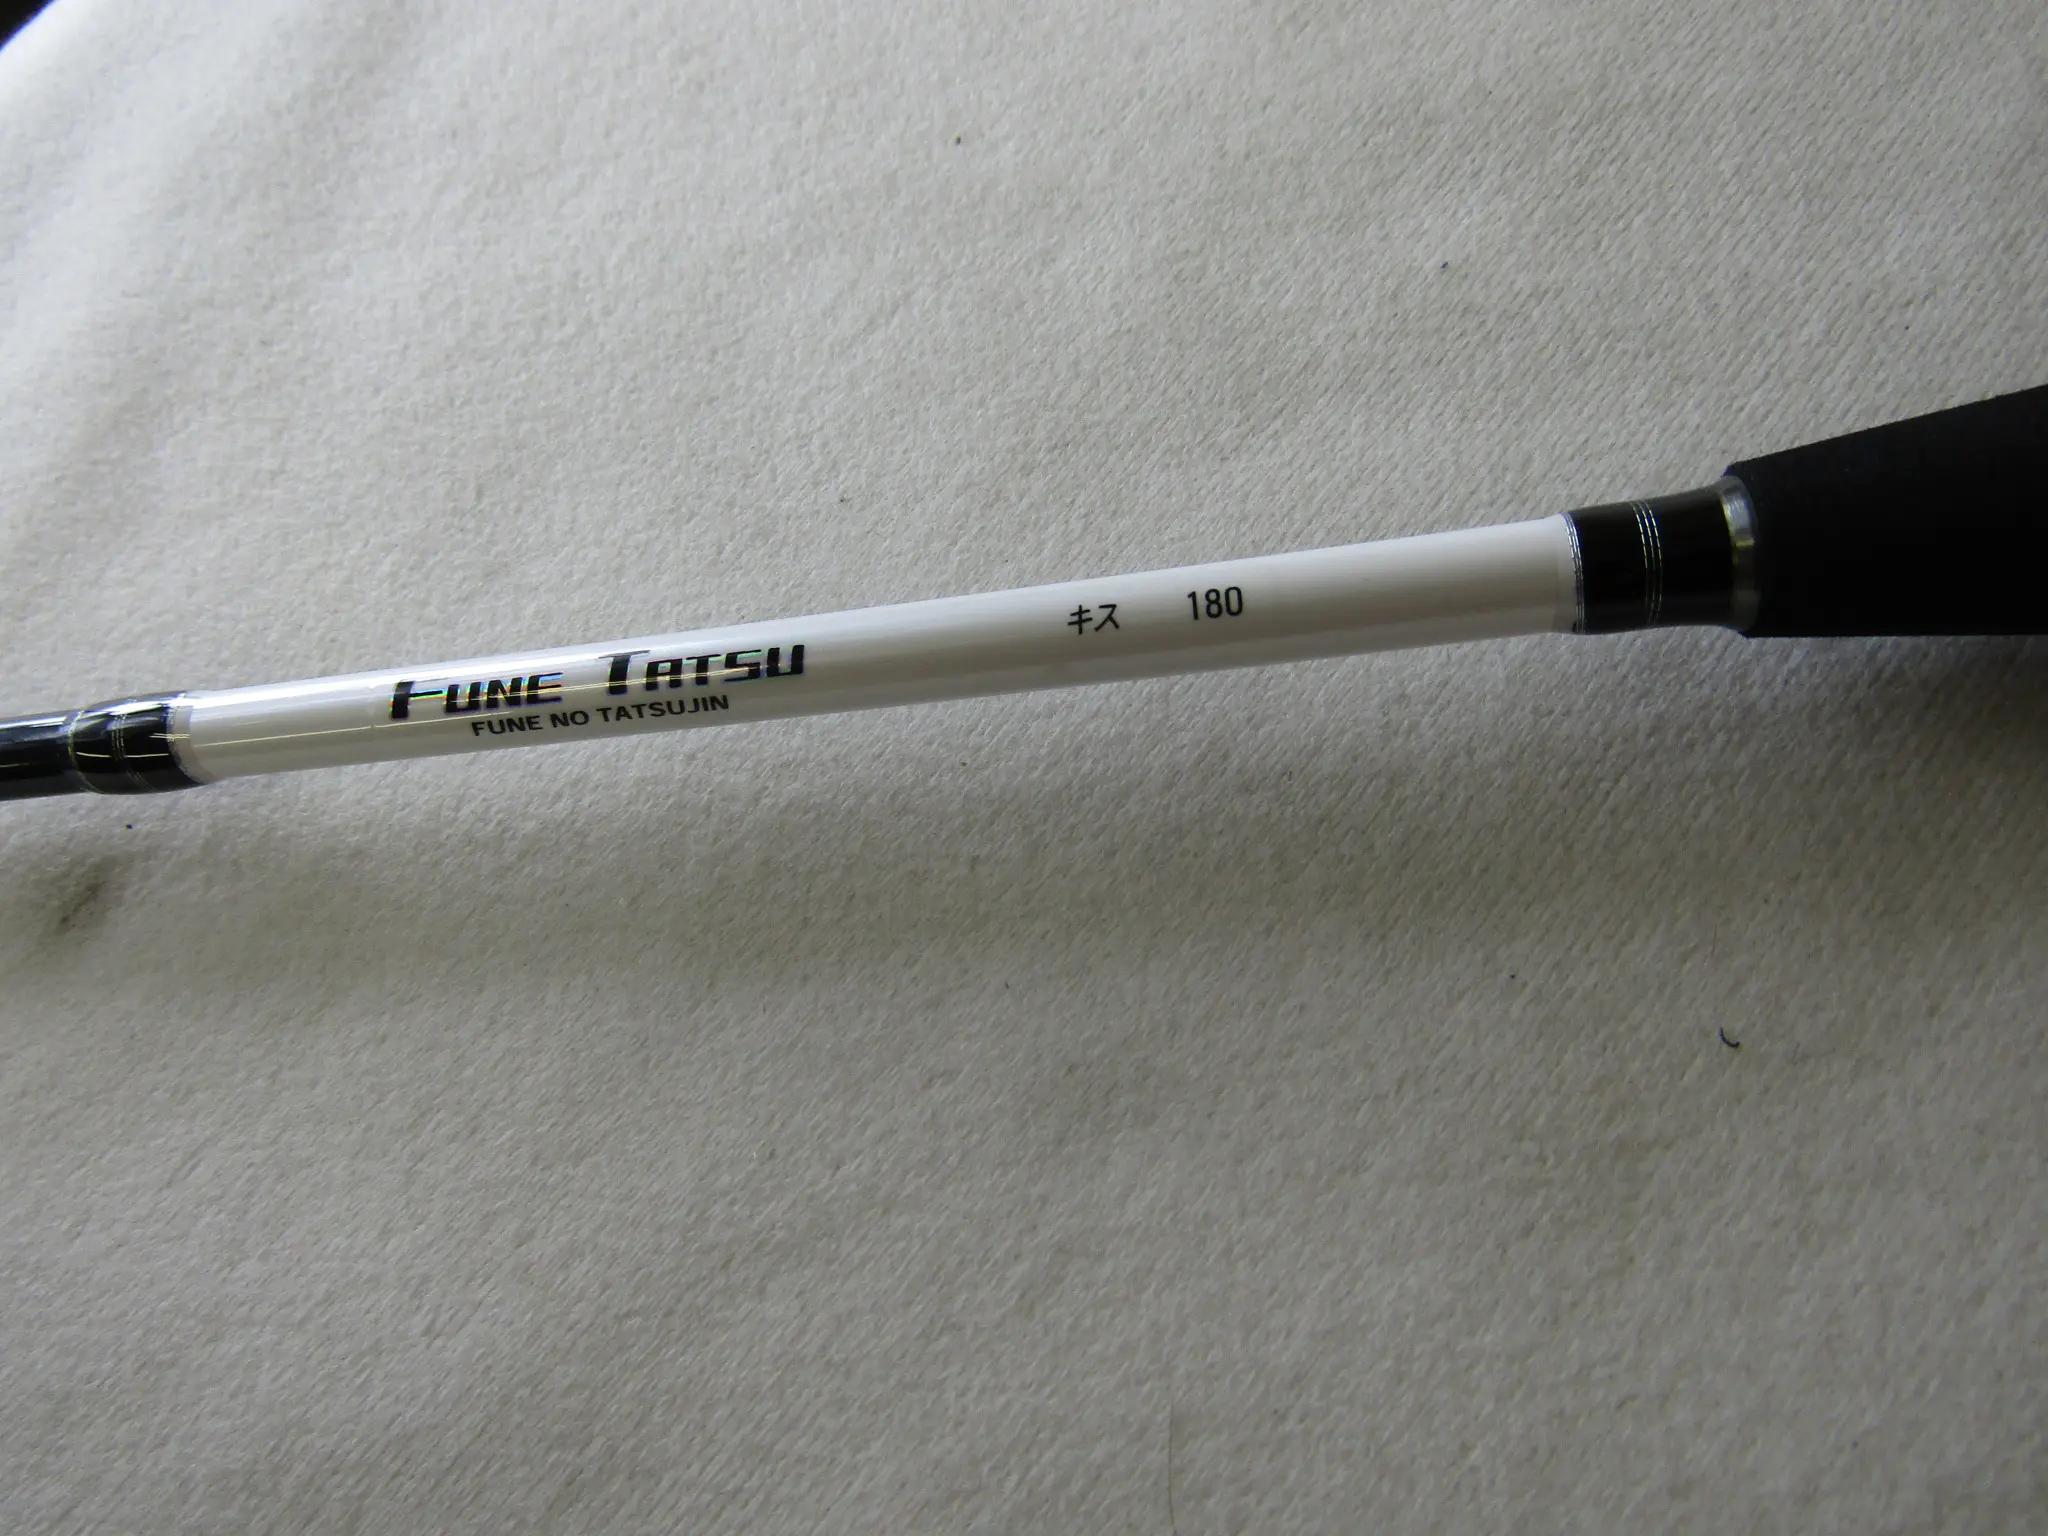 FUNE TATSU
FUNE NO TATSUJIN
キス 180